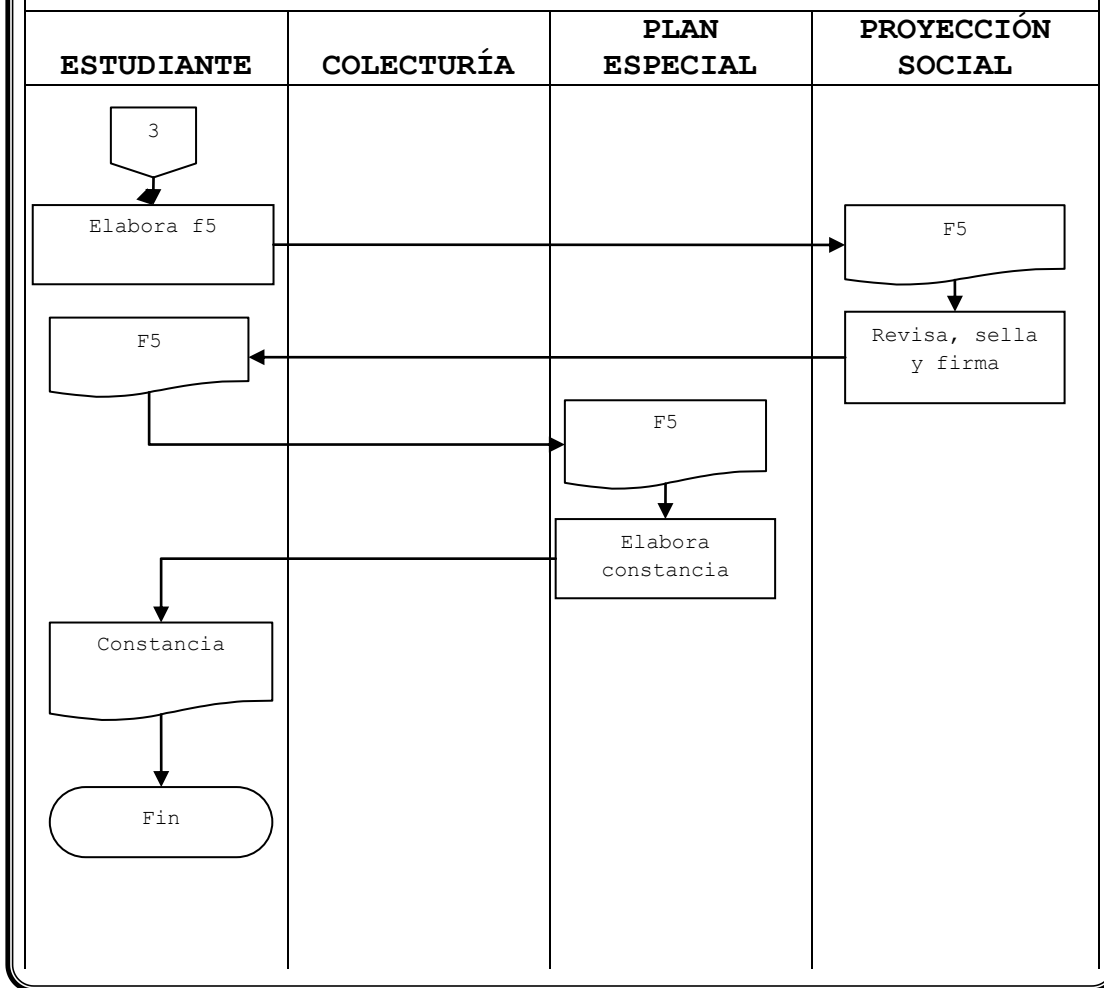 ESTUDIANTE
COLECTURÍA
PLAN
ESPECIAL
PROYECCIÓN
SOCIAL
3
Elabora f5
F5
Revisa, sella
y firma
F5
F5
Elabora
constancia
Constancia
Fin